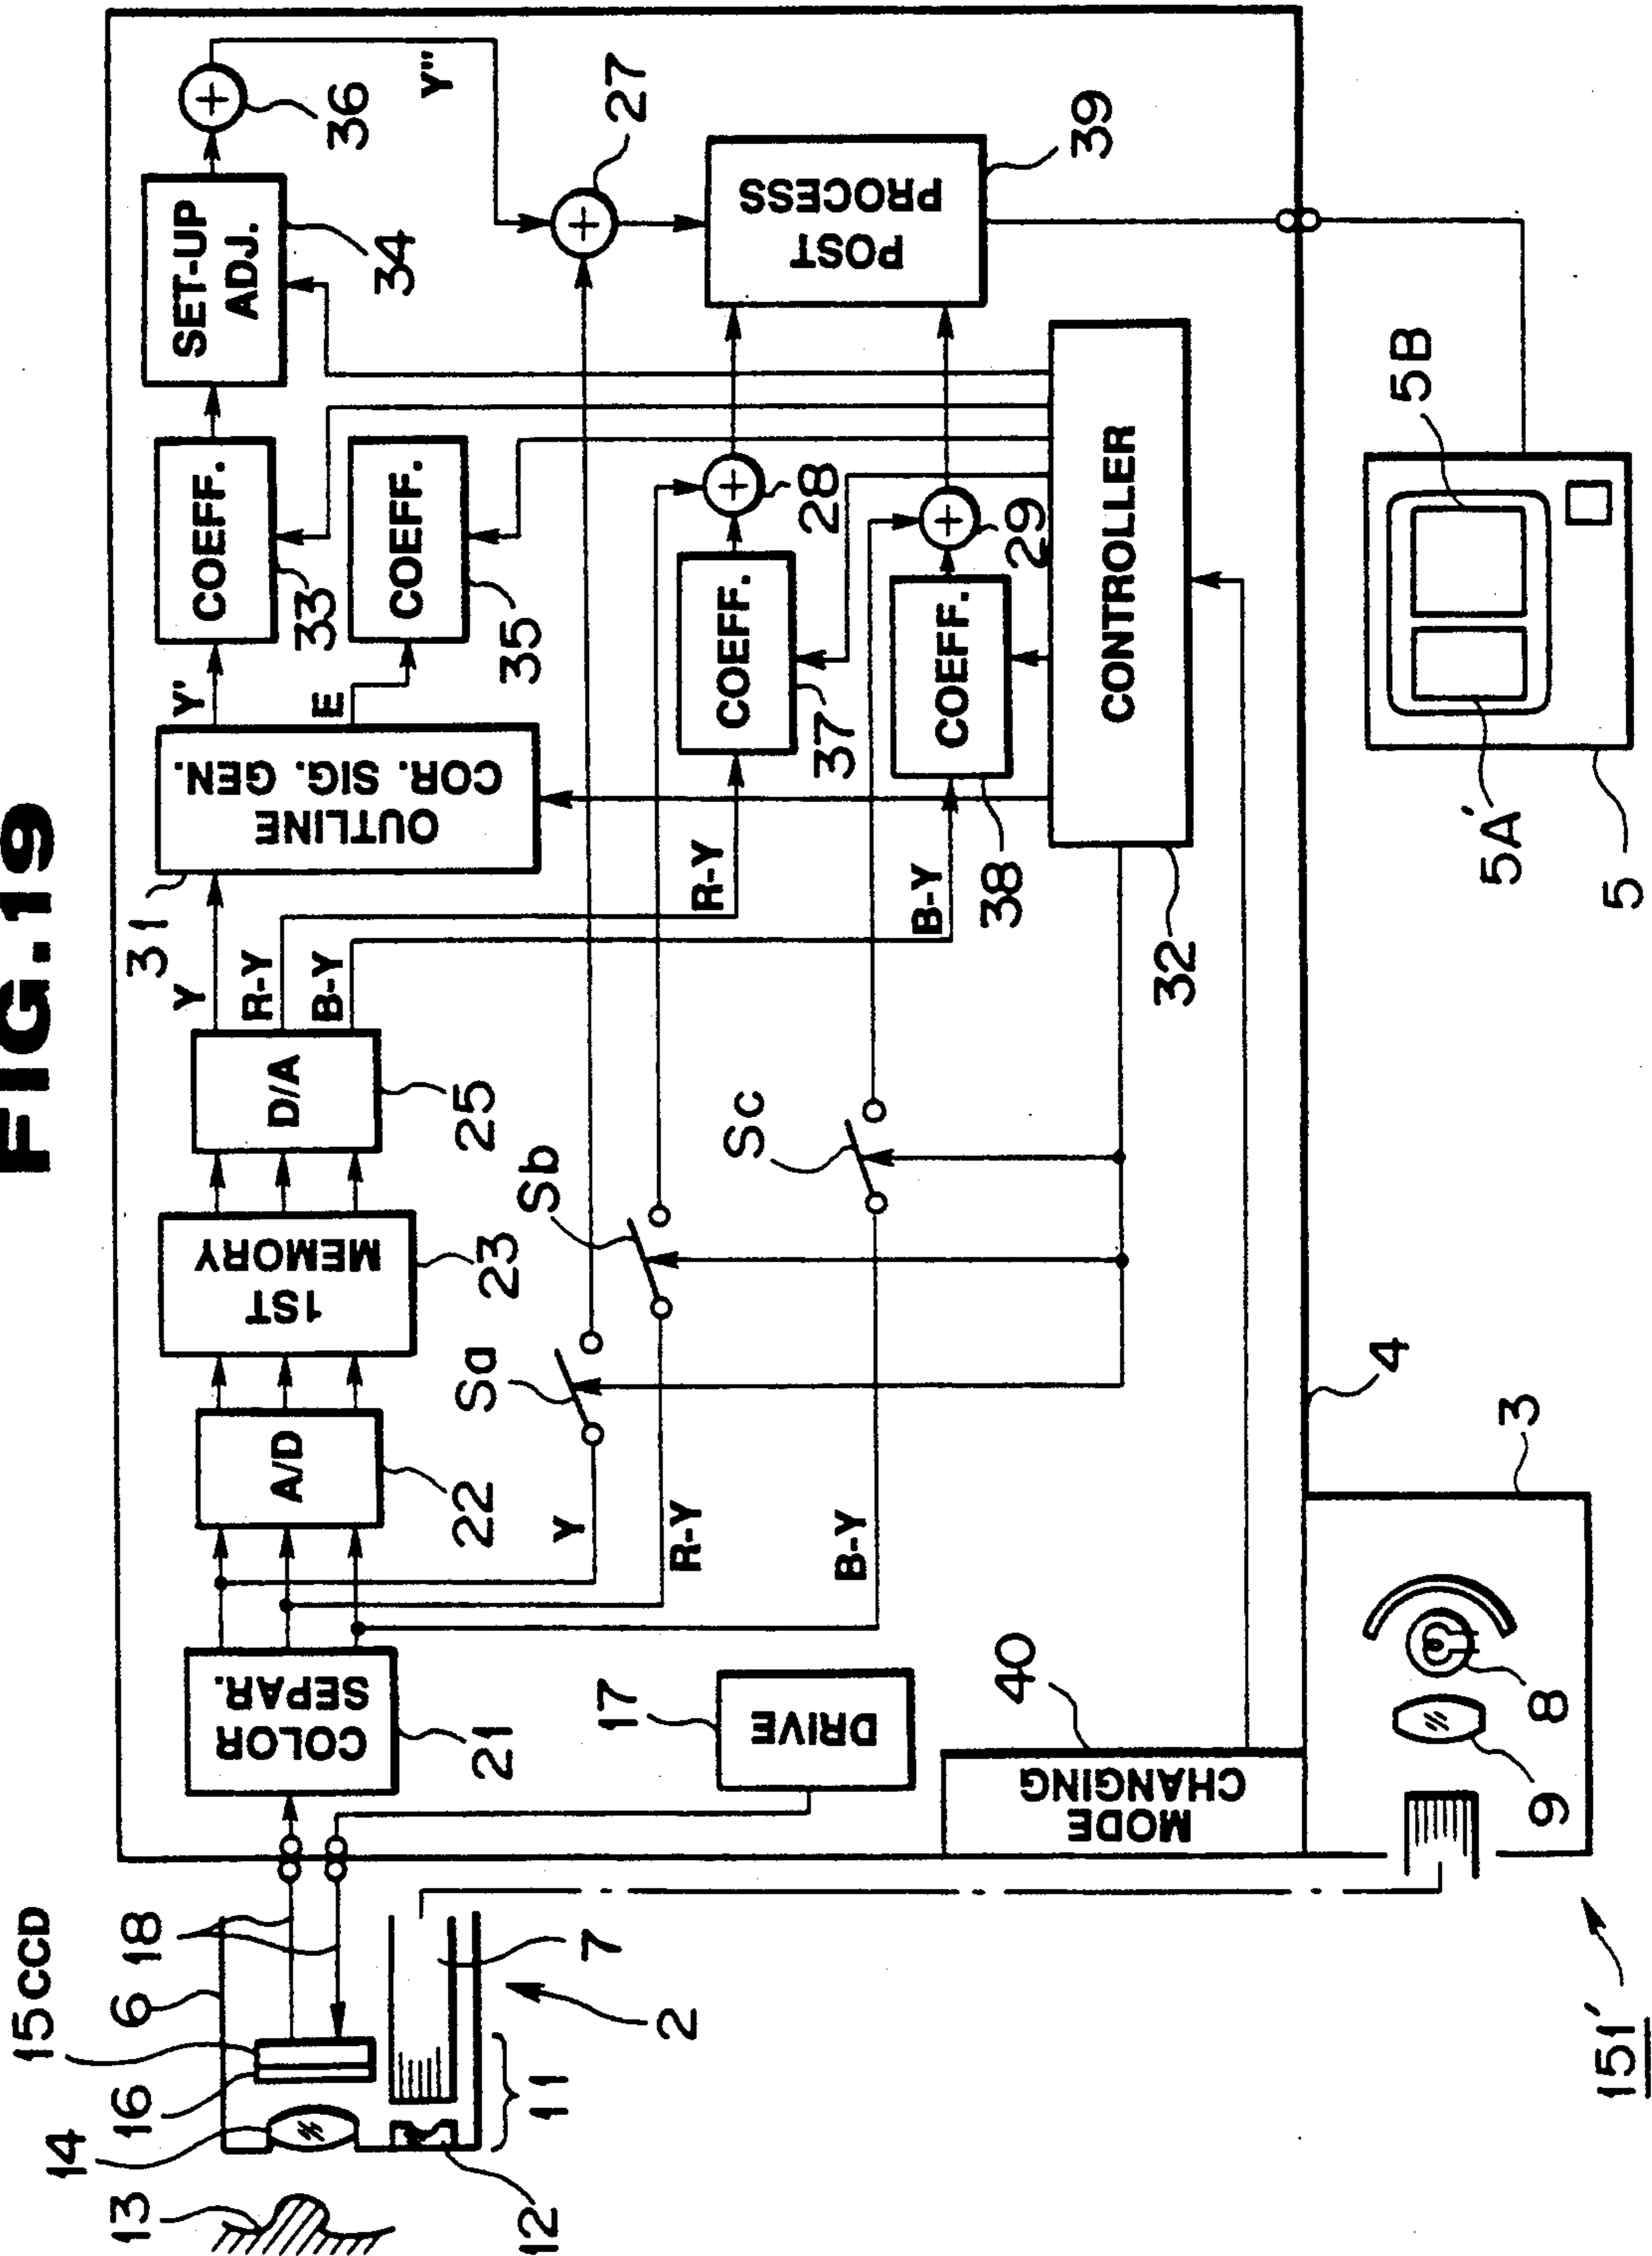 FIG.19
15 CCD
18
6
16
14
13
12
11
7
2
COLOR
SEPAR.
21
A/D
22
1ST
MEMORY
23
D/A
25
Y
R-Y
B-Y
31
OUTLINE
COR. SIG. GEN.
Y'
E
COEFF.
33
COEFF.
35
SET-UP
ADJ.
34
36
Y"
27
Y
R-Y
B-Y
Sa
Sb
Sc
R-Y
B-Y
COEFF.
37
COEFF.
38
28
29
POST
PROCESS
39
DRIVE
17
MODE
CHANGING
40
CONTROLLER
32
4
3
8
9
5A'
5B
5
151'